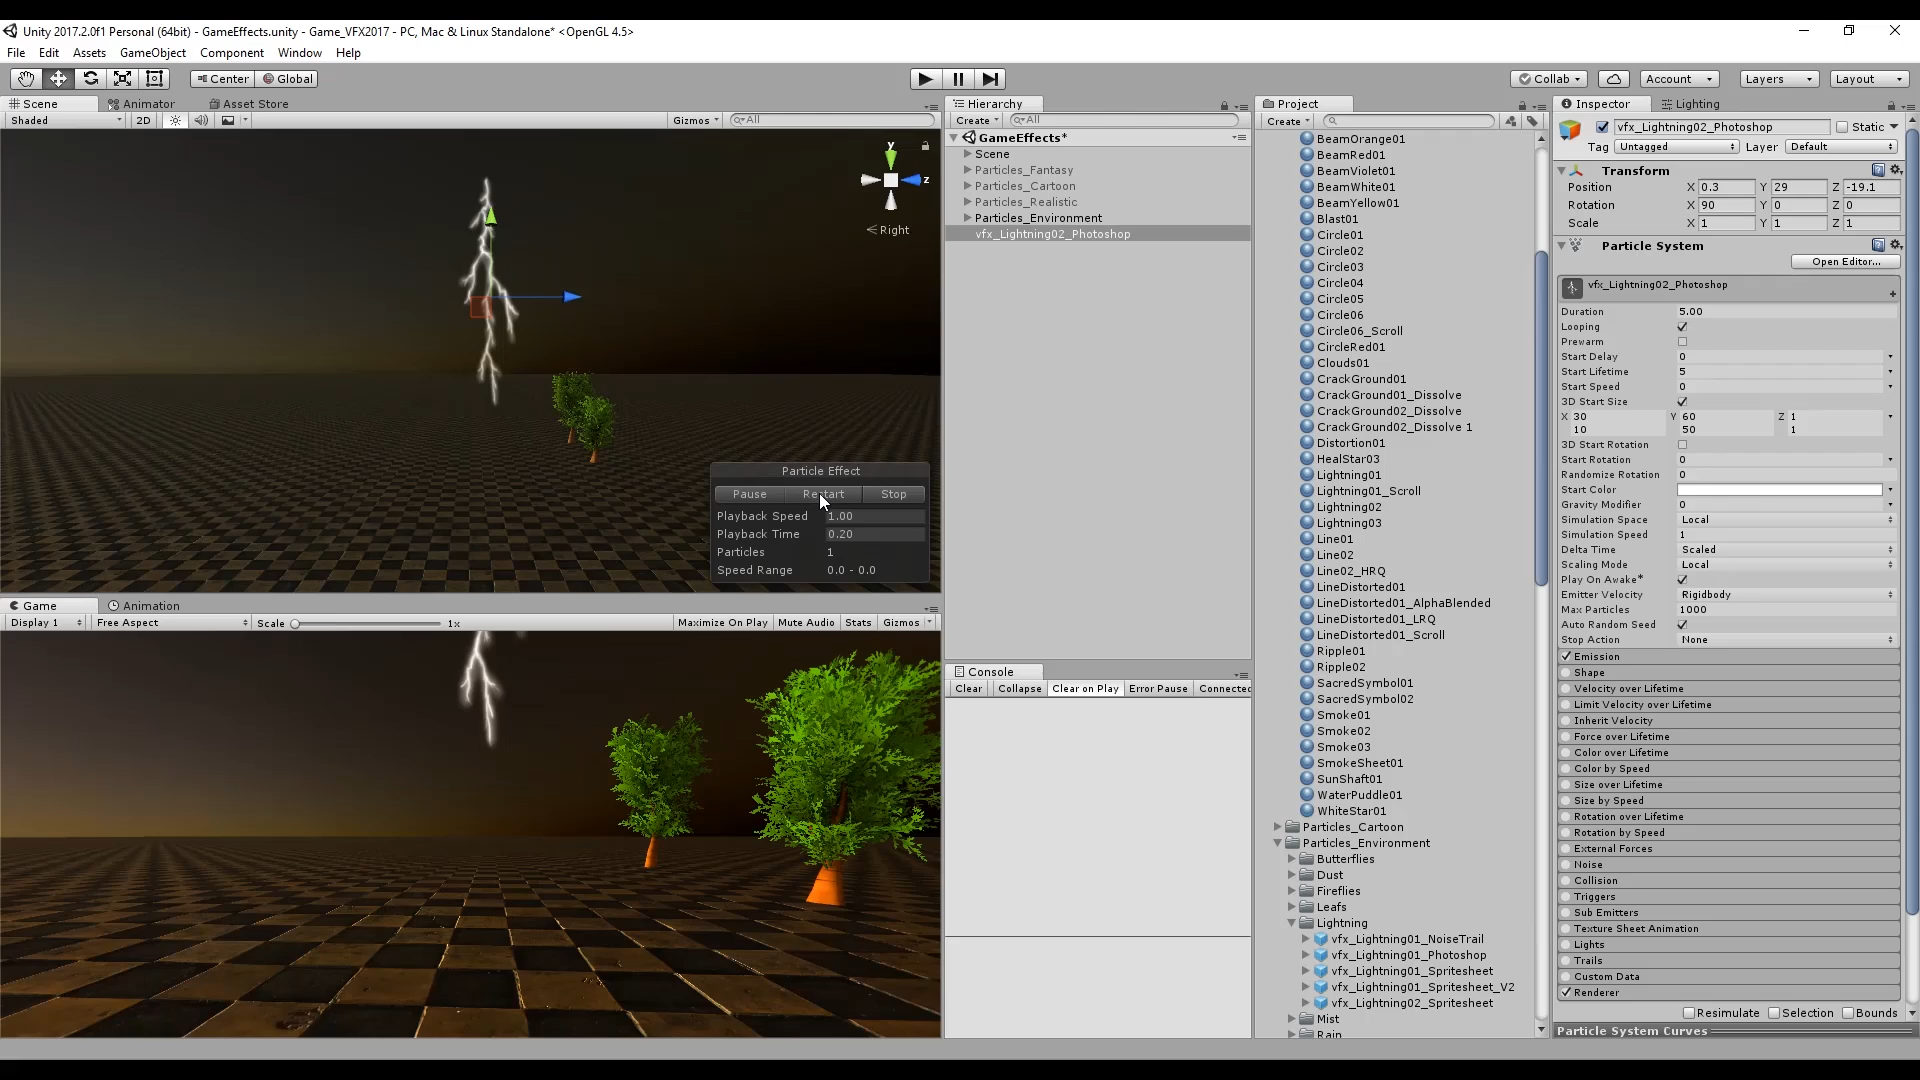 Unity 2017.2.0f1 Personal (64bit) - GameEffects.unity - Game_VFX2017 - PC, Mac & Linux Standalone* <OpenGL 4.5>
File Edit Assets GameObject Component Window Help
Center Global Collab Account Layers Layout
Scene Animator Asset Store
Shaded 2D Gizmos All
y
z
Right
Particle Effect
Pause Restart Stop
Playback Speed 1.00
Playback Time 0.20
Particles 1
Speed Range 0.0 - 0.0
Game Animation
Display 1 Free Aspect Scale 1x Maximize On Play Mute Audio Stats Gizmos
Hierarchy
Create All
GameEffects*
Scene
Particles_Fantasy
Particles_Cartoon
Particles_Realistic
Particles_Environment
vfx_Lightning02_Photoshop
Console
Clear Collapse Clear on Play Error Pause Connected
Project
Create
BeamOrange01
BeamRed01
BeamViolet01
BeamWhite01
BeamYellow01
Blast01
Circle01
Circle02
Circle03
Circle04
Circle05
Circle06
Circle06_Scroll
CircleRed01
Clouds01
CrackGround01
CrackGround01_Dissolve
CrackGround02_Dissolve
CrackGround02_Dissolve 1
Distortion01
HealStar03
Lightning01
Lightning01_Scroll
Lightning02
Lightning03
Line01
Line02
Line02_HRQ
LineDistorted01
LineDistorted01_AlphaBlended
LineDistorted01_LRQ
LineDistorted01_Scroll
Ripple01
Ripple02
SacredSymbol01
SacredSymbol02
Smoke01
Smoke02
Smoke03
SmokeSheet01
SunShaft01
WaterPuddle01
WhiteStar01
Particles_Cartoon
Particles_Environment
Butterflies
Dust
Fireflies
Leafs
Lightning
vfx_Lightning01_NoiseTrail
vfx_Lightning01_Photoshop
vfx_Lightning01_Spritesheet
vfx_Lightning01_Spritesheet_V2
vfx_Lightning02_Spritesheet
Mist
Rain
Inspector Lighting
vfx_Lightning02_Photoshop Static
Tag Untagged Layer Default
Transform
Position X 0.3 Y 29 Z -19.1
Rotation X 90 Y 0 Z 0
Scale X 1 Y 1 Z 1
Particle System
Open Editor...
vfx_Lightning02_Photoshop
Duration 5.00
Looping
Prewarm
Start Delay 0
Start Lifetime 5
Start Speed 0
3D Start Size
X 30 Y 60 Z 1
10 50 1
3D Start Rotation
Start Rotation 0
Randomize Rotation 0
Start Color
Gravity Modifier 0
Simulation Space Local
Simulation Speed 1
Delta Time Scaled
Scaling Mode Local
Play On Awake*
Emitter Velocity Rigidbody
Max Particles 1000
Auto Random Seed
Stop Action None
Emission
Shape
Velocity over Lifetime
Limit Velocity over Lifetime
Inherit Velocity
Force over Lifetime
Color over Lifetime
Color by Speed
Size over Lifetime
Size by Speed
Rotation over Lifetime
Rotation by Speed
External Forces
Noise
Collision
Triggers
Sub Emitters
Texture Sheet Animation
Lights
Trails
Custom Data
Renderer
Resimulate Selection Bounds
Particle System Curves